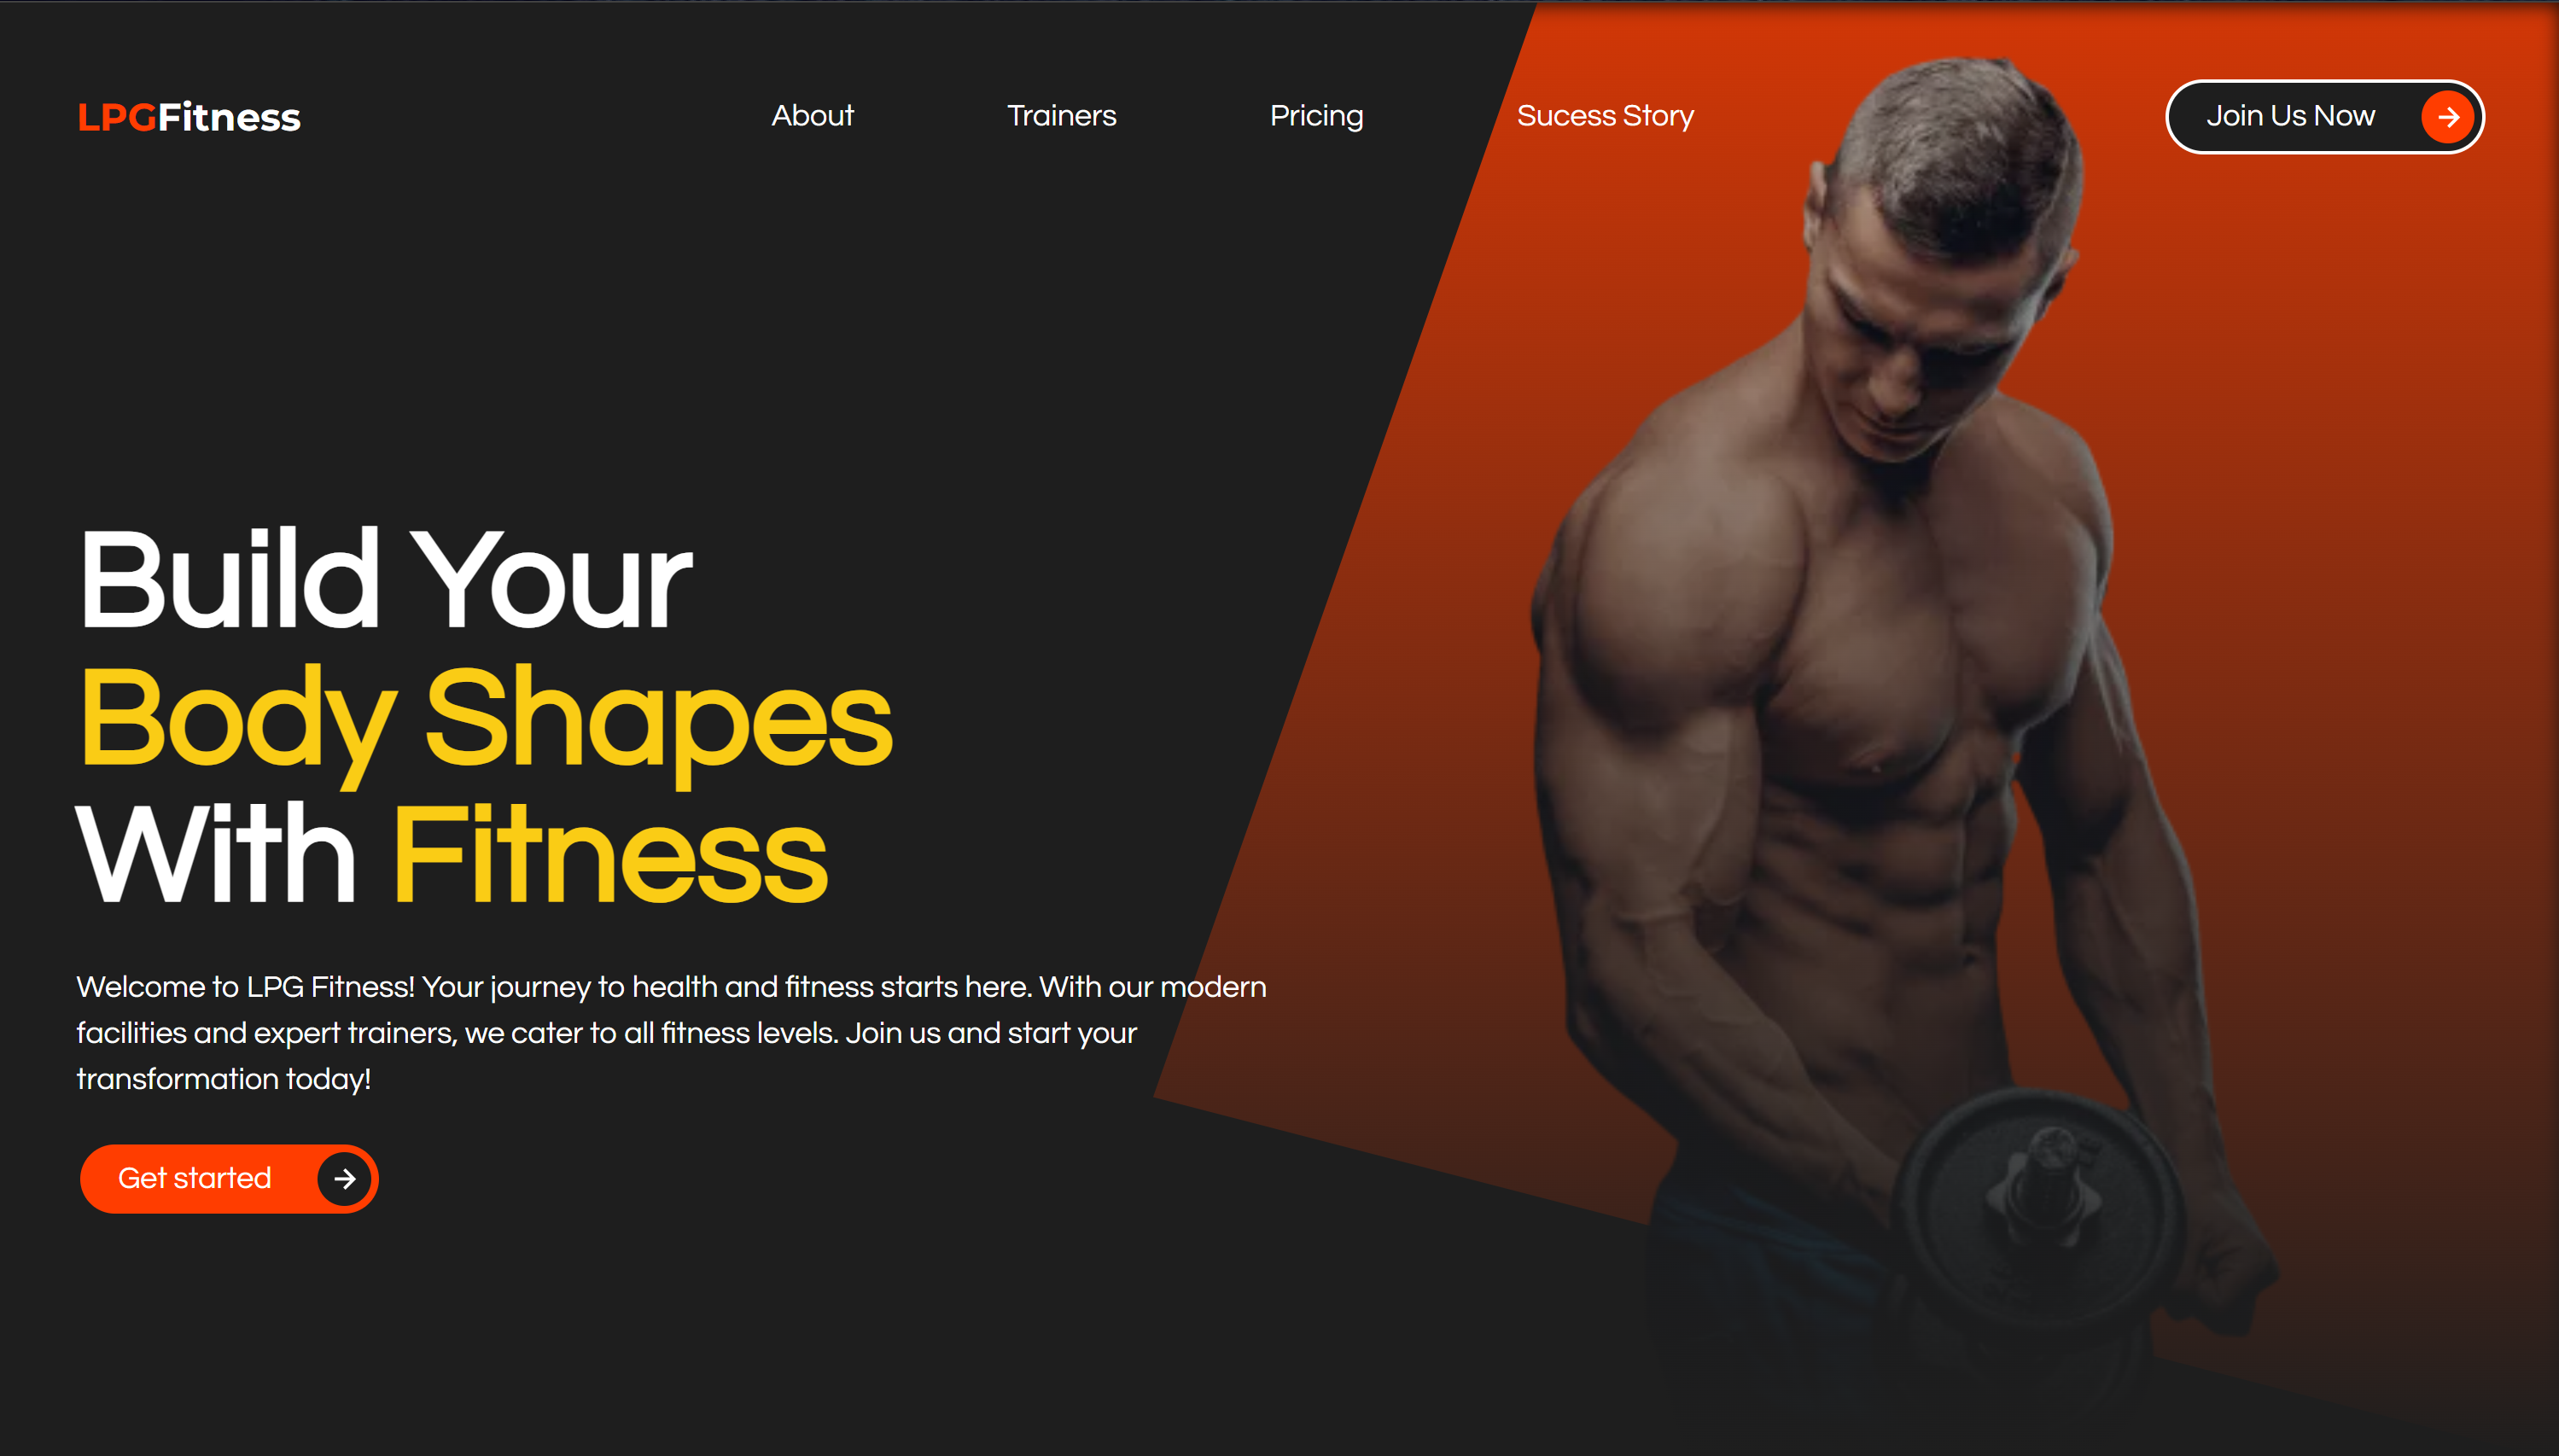 LPGFitness
About
Trainers
Pricing
Sucess Story
Join Us Now
Build Your
Body Shapes
With Fitness
Welcome to LPG Fitness! Your journey to health and fitness starts here. With our modern
facilities and expert trainers, we cater to all fitness levels. Join us and start your
transformation today!
Get started